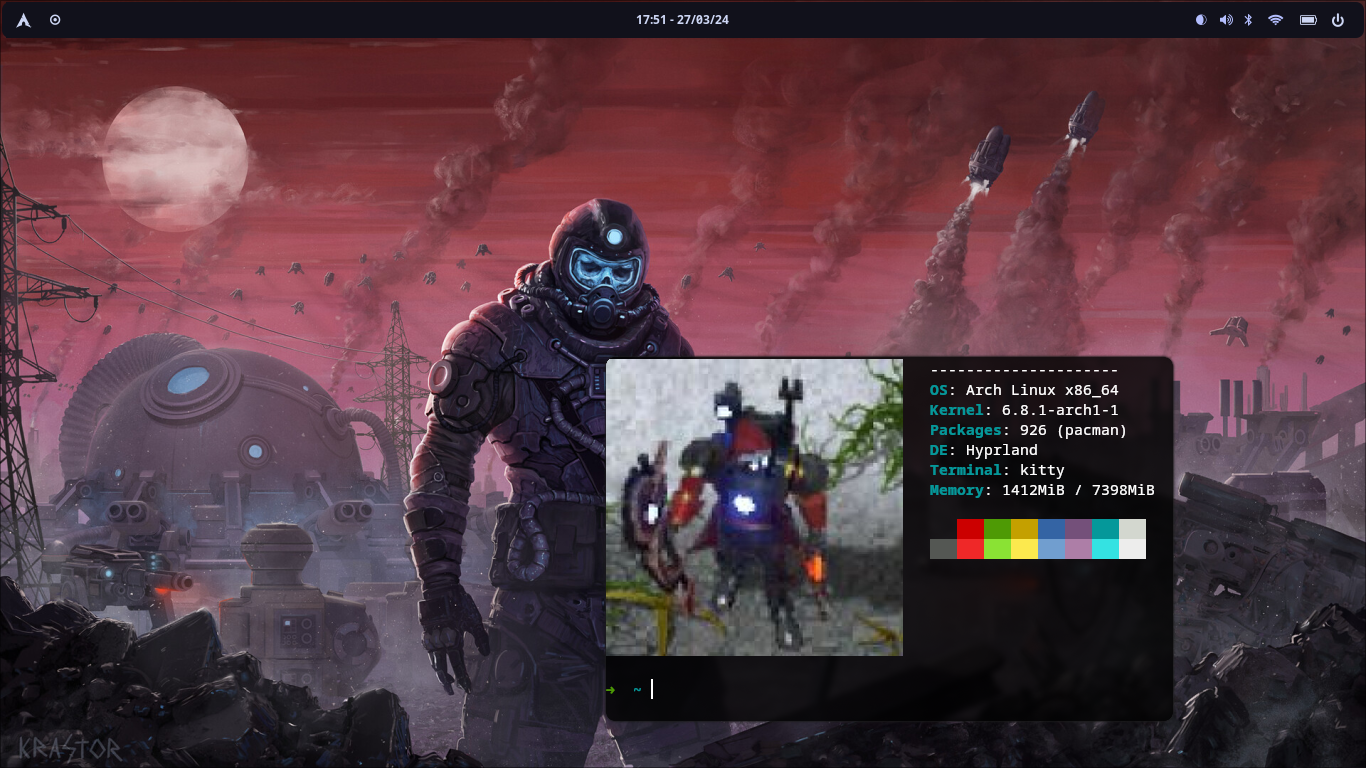 17:51 - 27/03/24
---------------------
OS: Arch Linux x86_64
Kernel: 6.8.1-arch1-1
Packages: 926 (pacman)
DE: Hyprland
Terminal: kitty
Memory: 1412MiB / 7398MiB
➜ ~
KRASTOR